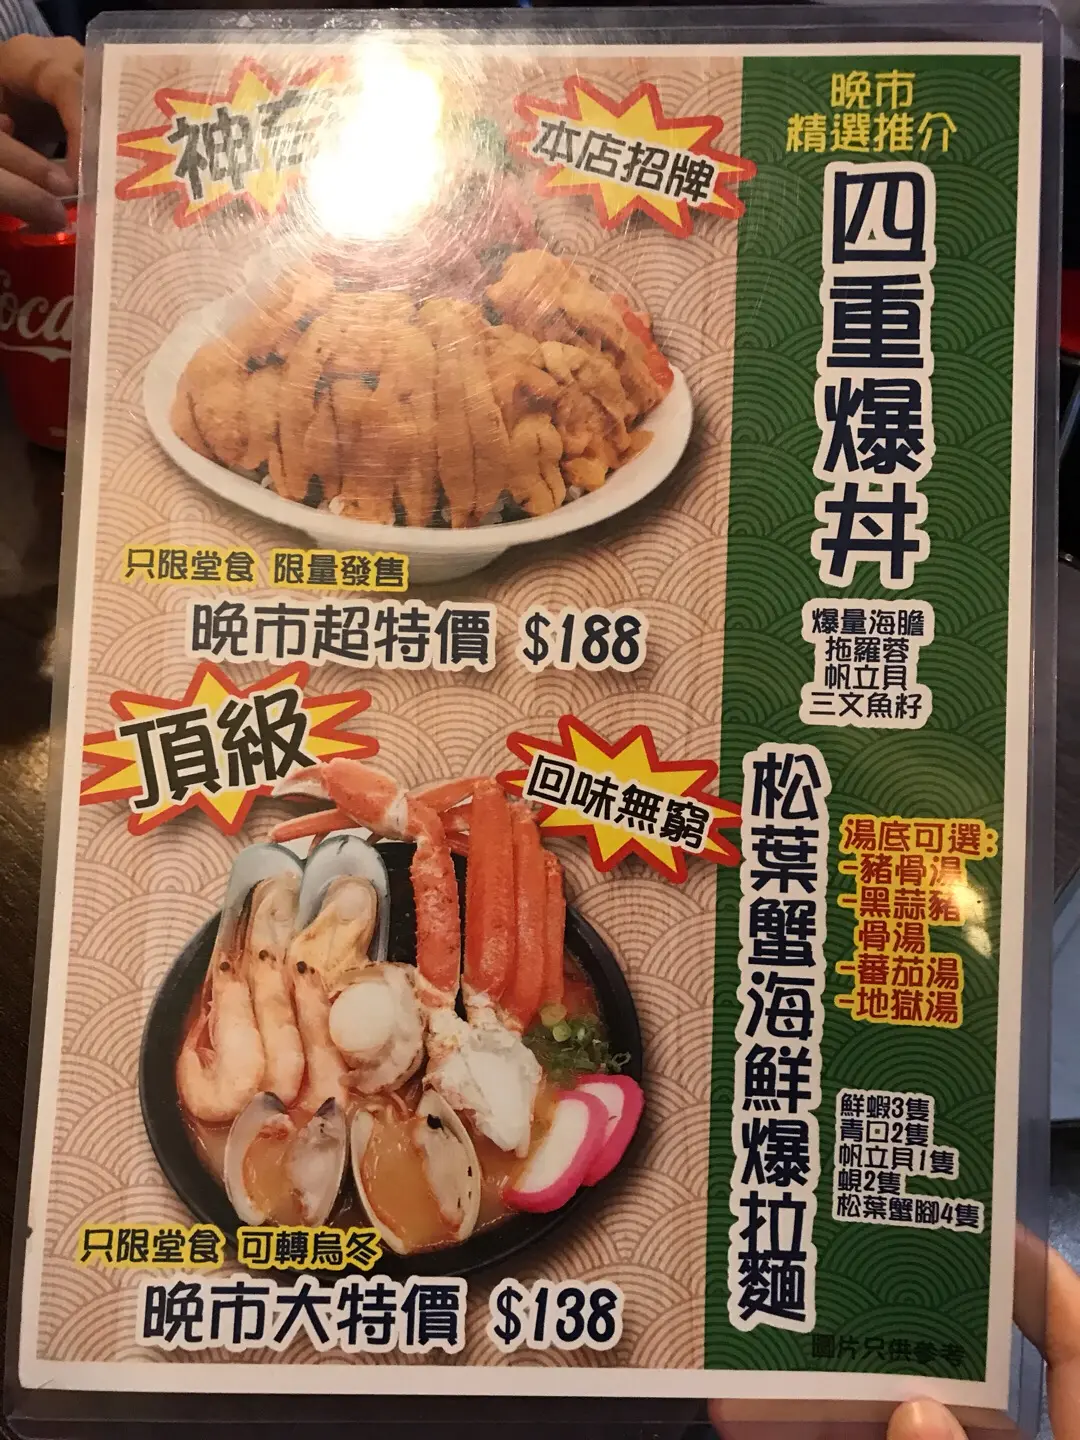 神
本店招牌
晚市
精選推介
四重爆丼
爆量海膽
拖羅蓉
帆立貝
三文魚籽
只限堂食 限量發售
晚市超特價 $188
頂級
回味無窮
松葉蟹海鮮爆拉麵
湯底可選:
-豬骨湯
-黑蒜豬
骨湯
-蕃茄湯
-地獄湯
鮮蝦3隻
青口2隻
帆立貝1隻
蜆2隻
松葉蟹腳4隻
只限堂食 可轉烏冬
晚市大特價 $138
圖片只供參考